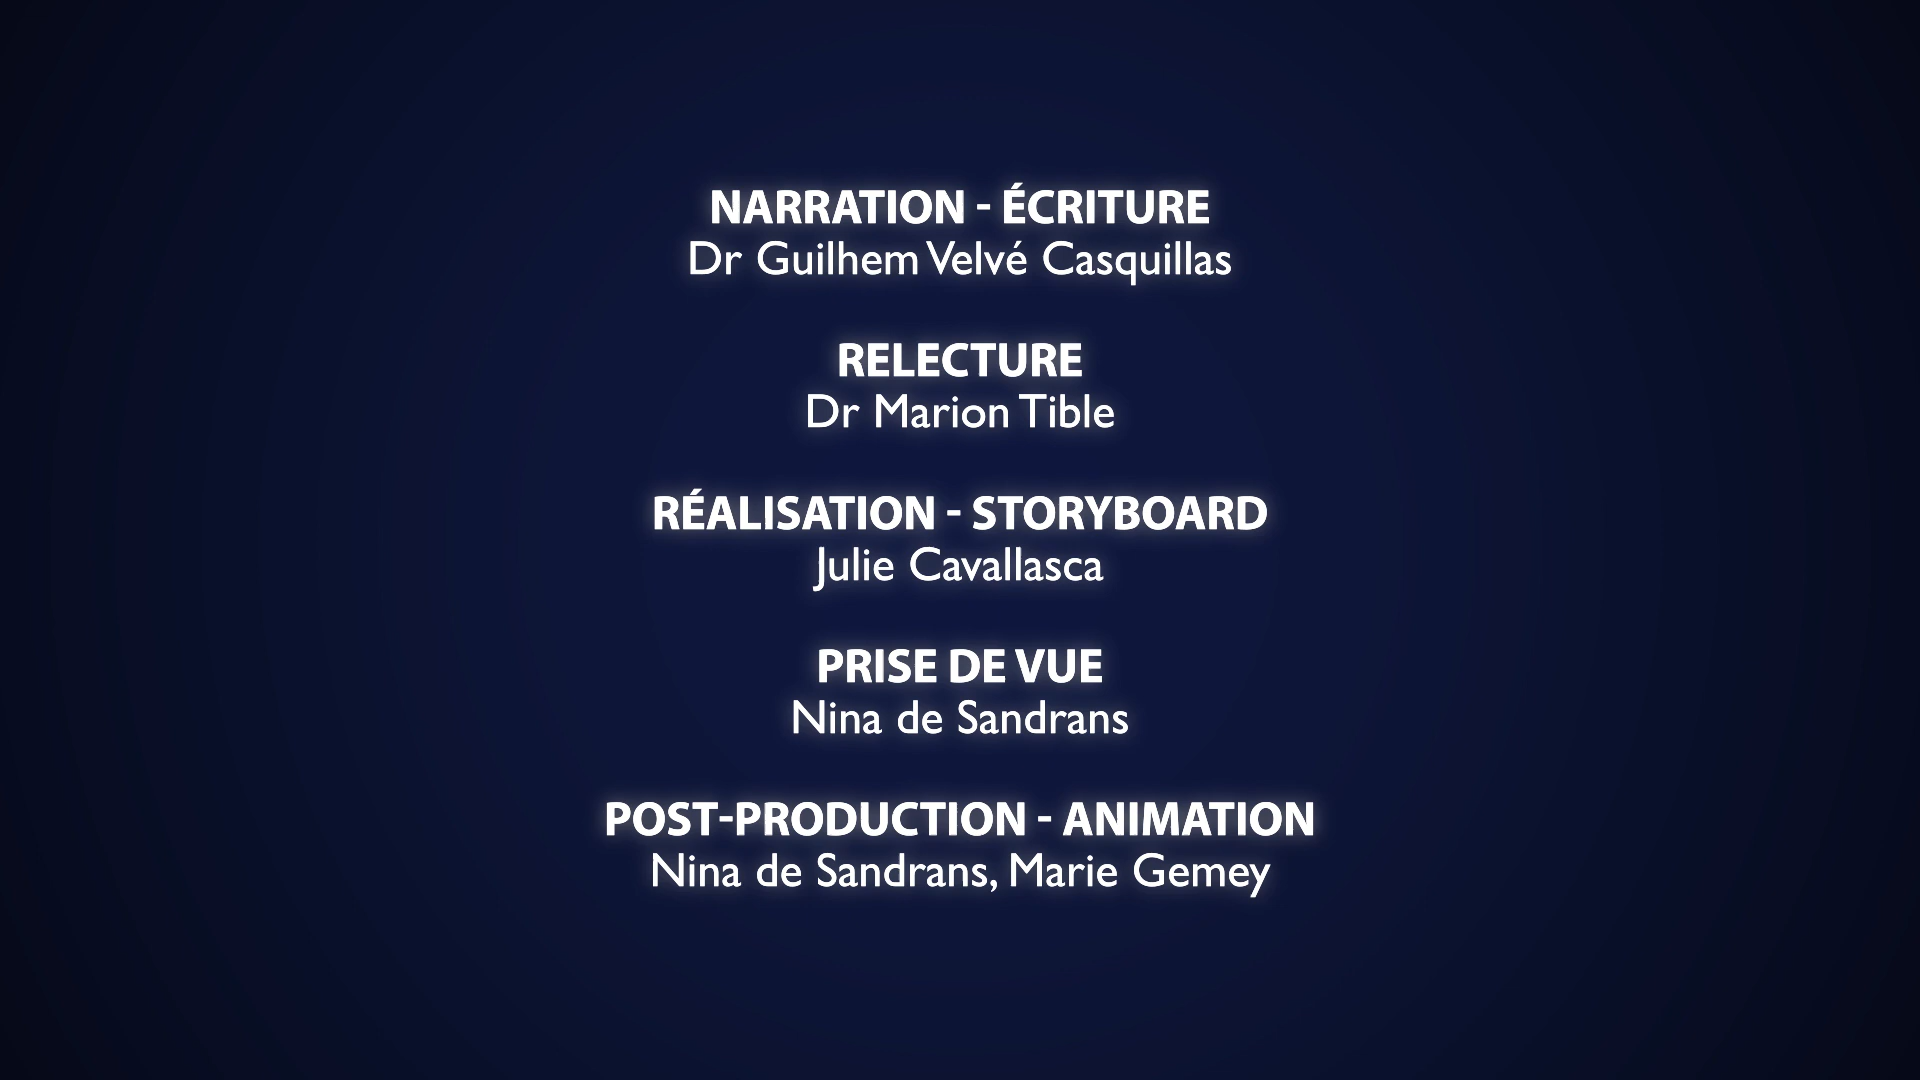 NARRATION - ÉCRITURE
Dr Guilhem Velvé Casquillas
RELECTURE
Dr Marion Tible
RÉALISATION - STORYBOARD
Julie Cavallasca
PRISE DE VUE
Nina de Sandrans
POST-PRODUCTION - ANIMATION
Nina de Sandrans, Marie Gemey